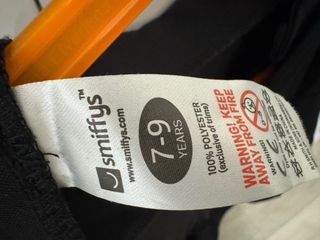 smiffys™
www.smiffys.com
7-9
YEARS
100% POLYESTER
(exclusive of trims)
WARNING! KEEP
AWAY FROM FIRE